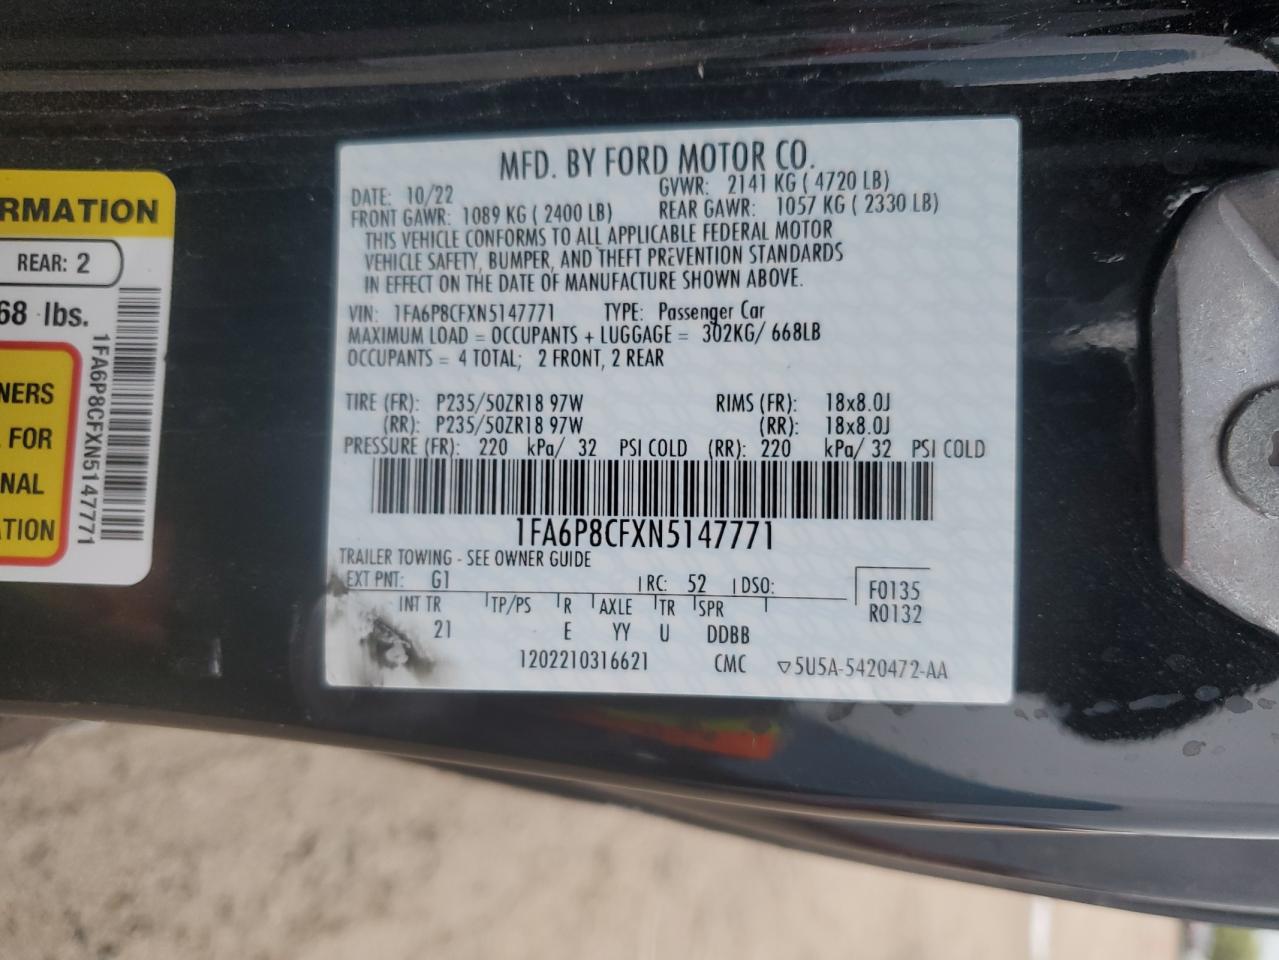 RMATION
REAR: 2
68 lbs.
NERS
FOR
NAL
ATION
1FA6P8CFXN5147771
MFD. BY FORD MOTOR CO.
DATE: 10/22 GVWR: 2141 KG ( 4720 LB)
FRONT GAWR: 1089 KG ( 2400 LB) REAR GAWR: 1057 KG ( 2330 LB)
THIS VEHICLE CONFORMS TO ALL APPLICABLE FEDERAL MOTOR
VEHICLE SAFETY, BUMPER, AND THEFT PREVENTION STANDARDS
IN EFFECT ON THE DATE OF MANUFACTURE SHOWN ABOVE.
VIN: 1FA6P8CFXN5147771 TYPE: Passenger Car
MAXIMUM LOAD = OCCUPANTS + LUGGAGE = 302KG/ 668LB
OCCUPANTS = 4 TOTAL; 2 FRONT, 2 REAR
TIRE (FR): P235/50ZR18 97W RIMS (FR): 18x8.0J
(RR): P235/50ZR18 97W (RR): 18x8.0J
PRESSURE (FR): 220 kPa/ 32 PSI COLD (RR): 220 kPa/ 32 PSI COLD
1FA6P8CFXN5147771
TRAILER TOWING - SEE OWNER GUIDE
EXT PNT: G1 RC: 52 DSO: F0135
INT TR TP/PS R AXLE TR SPR R0132
21 E YY U DDBB
1202210316621 CMC ▽5U5A-5420472-AA